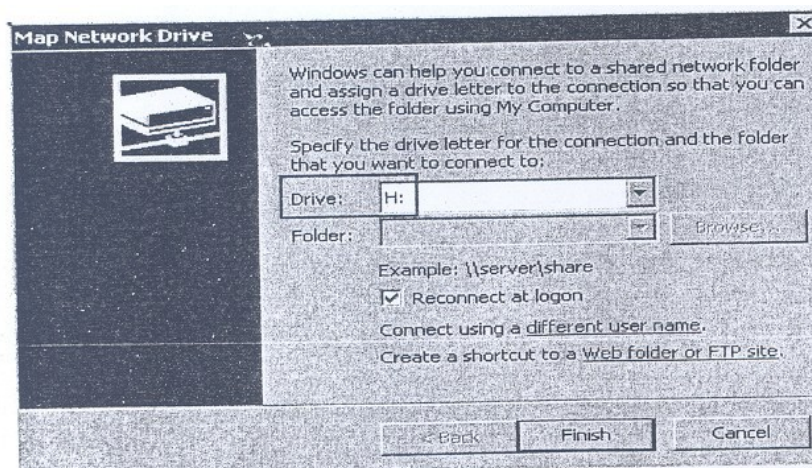 Map Network Drive
Windows can help you connect to a shared network folder
and assign a drive letter to the connection so that you can
access the folder using My Computer.
Specify the drive letter for the connection and the folder
that you want to connect to:
Drive: H:
Folder: Browse...
Example: \\server\share
Reconnect at logon
Connect using a different user name.
Create a shortcut to a Web folder or FTP site.
< Back Finish Cancel